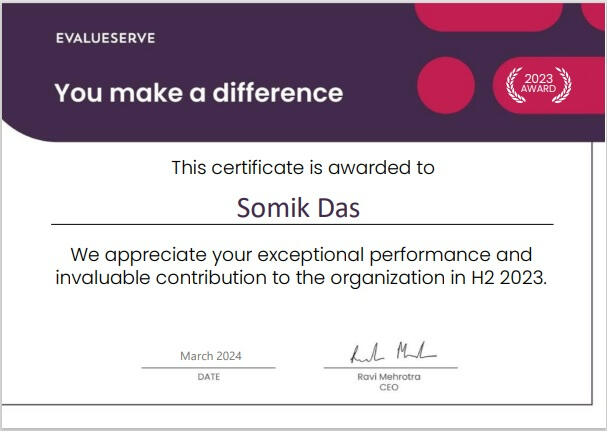 EVALUESERVE
You make a difference
2023
AWARD
This certificate is awarded to
Somik Das
We appreciate your exceptional performance and
invaluable contribution to the organization in H2 2023.
March 2024
DATE
Ravi Mehrotra
CEO